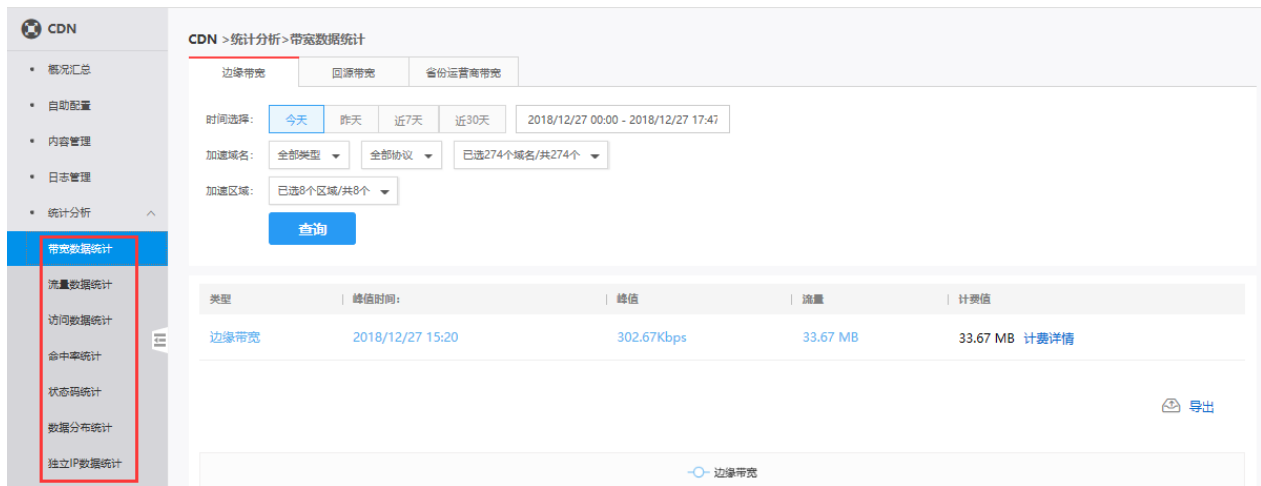 CDN
概况汇总
自助配置
内容管理
日志管理
统计分析
带宽数据统计
流量数据统计
访问数据统计
命中率统计
状态码统计
数据分布统计
独立IP数据统计
CDN >统计分析>带宽数据统计
边缘带宽 回源带宽 省份运营商带宽
时间选择: 今天 昨天 近7天 近30天 2018/12/27 00:00 - 2018/12/27 17:47
加速域名: 全部类型 全部协议 已选274个域名/共274个
加速区域: 已选8个区域/共8个
查询
类型 峰值时间: 峰值 流量 计费值
边缘带宽 2018/12/27 15:20 302.67Kbps 33.67 MB 33.67 MB 计费详情
导出
边缘带宽